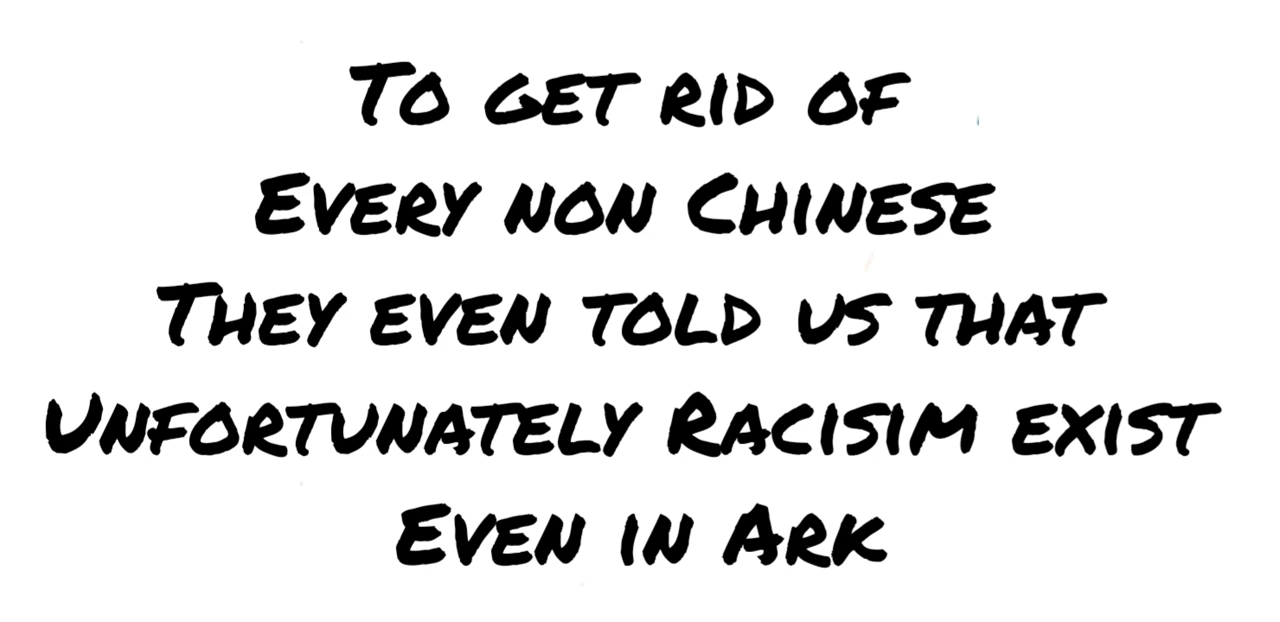 To get rid of
Every non Chinese
They even told us that
Unfortunately Racisim exist
Even in Ark